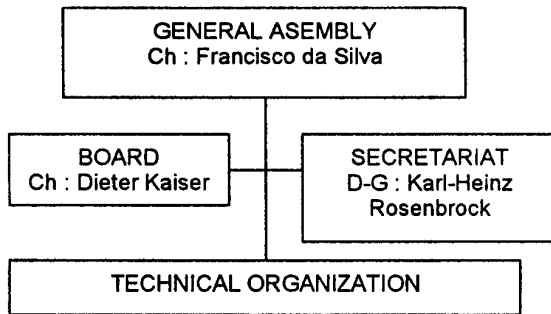 GENERAL ASEMBLY
Ch : Francisco da Silva
BOARD
Ch : Dieter Kaiser
SECRETARIAT
D-G : Karl-Heinz
Rosenbrock
TECHNICAL ORGANIZATION